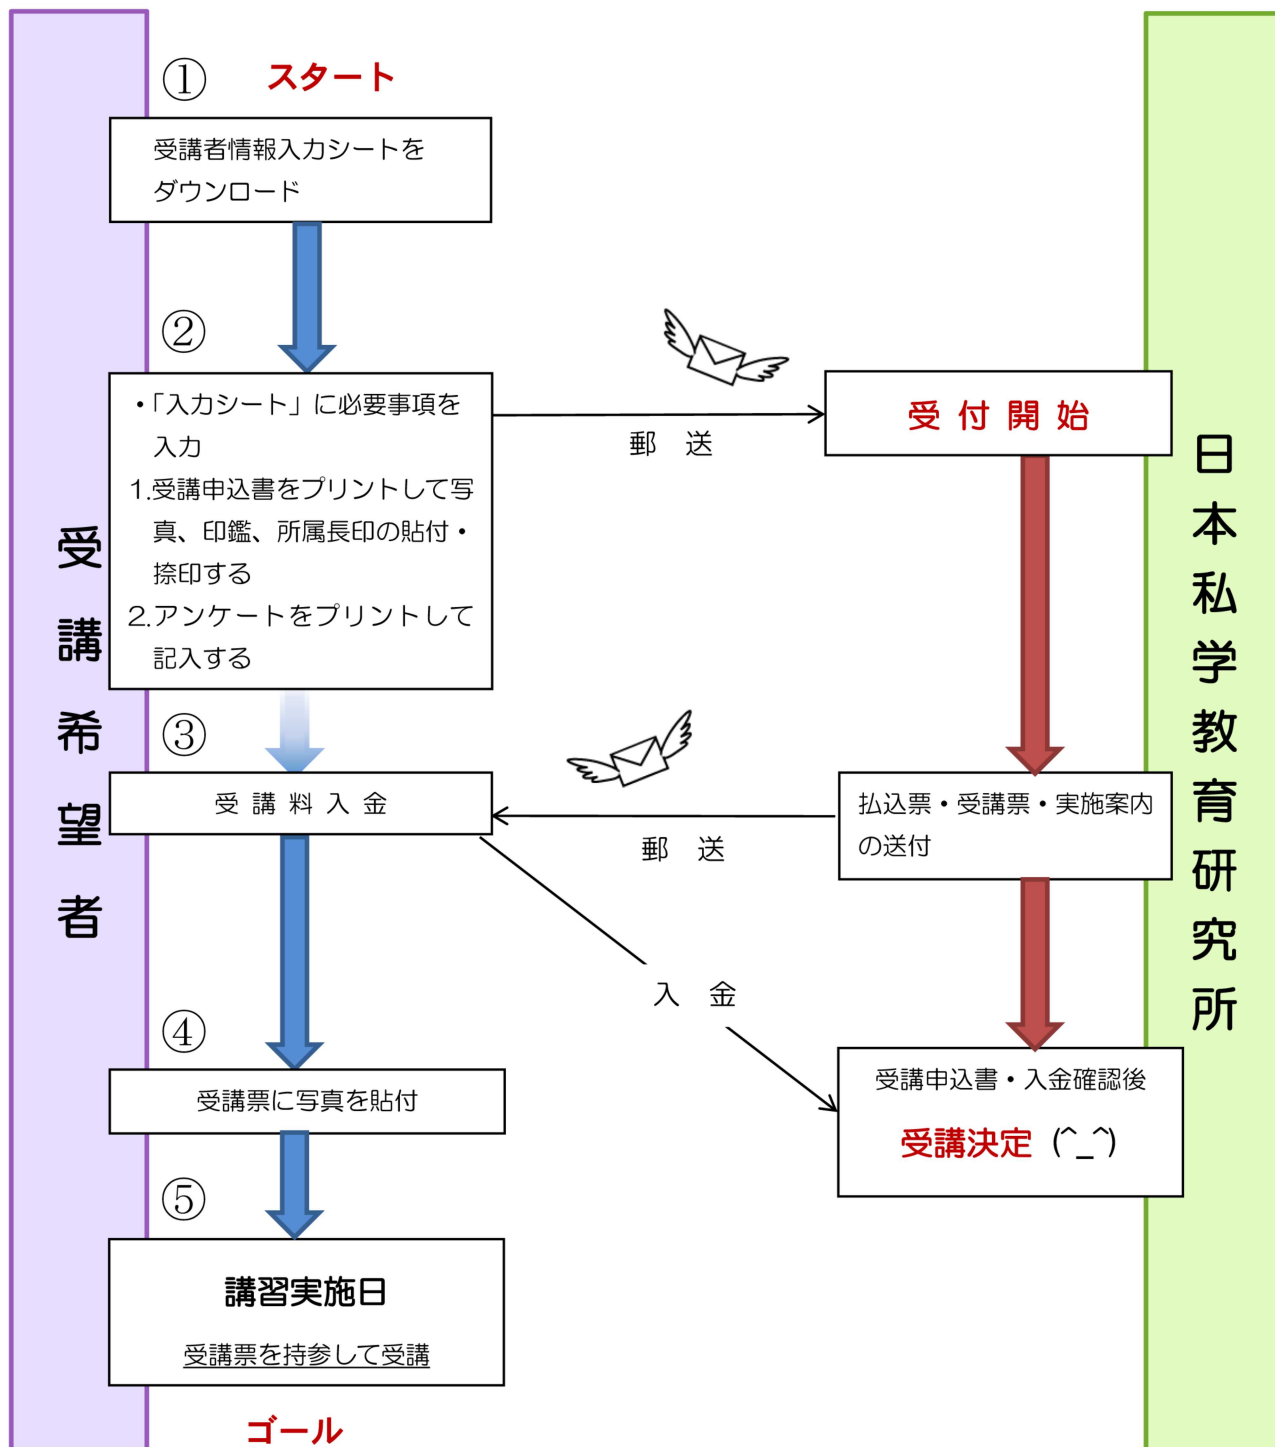 ① スタート
受講者情報入力シートを
ダウンロード
②
・「入力シート」に必要事項を
入力
1.受講申込書をプリントして写
真、印鑑、所属長印の貼付・
捺印する
2.アンケートをプリントして
記入する
郵 送
受 付 開 始
③
受 講 料 入 金
郵 送
払込票・受講票・実施案内
の送付
入 金
④
受講票に写真を貼付
受講申込書・入金確認後
受講決定 (^_^)
⑤
講習実施日
受講票を持参して受講
ゴール
受講希望者
日本私学教育研究所